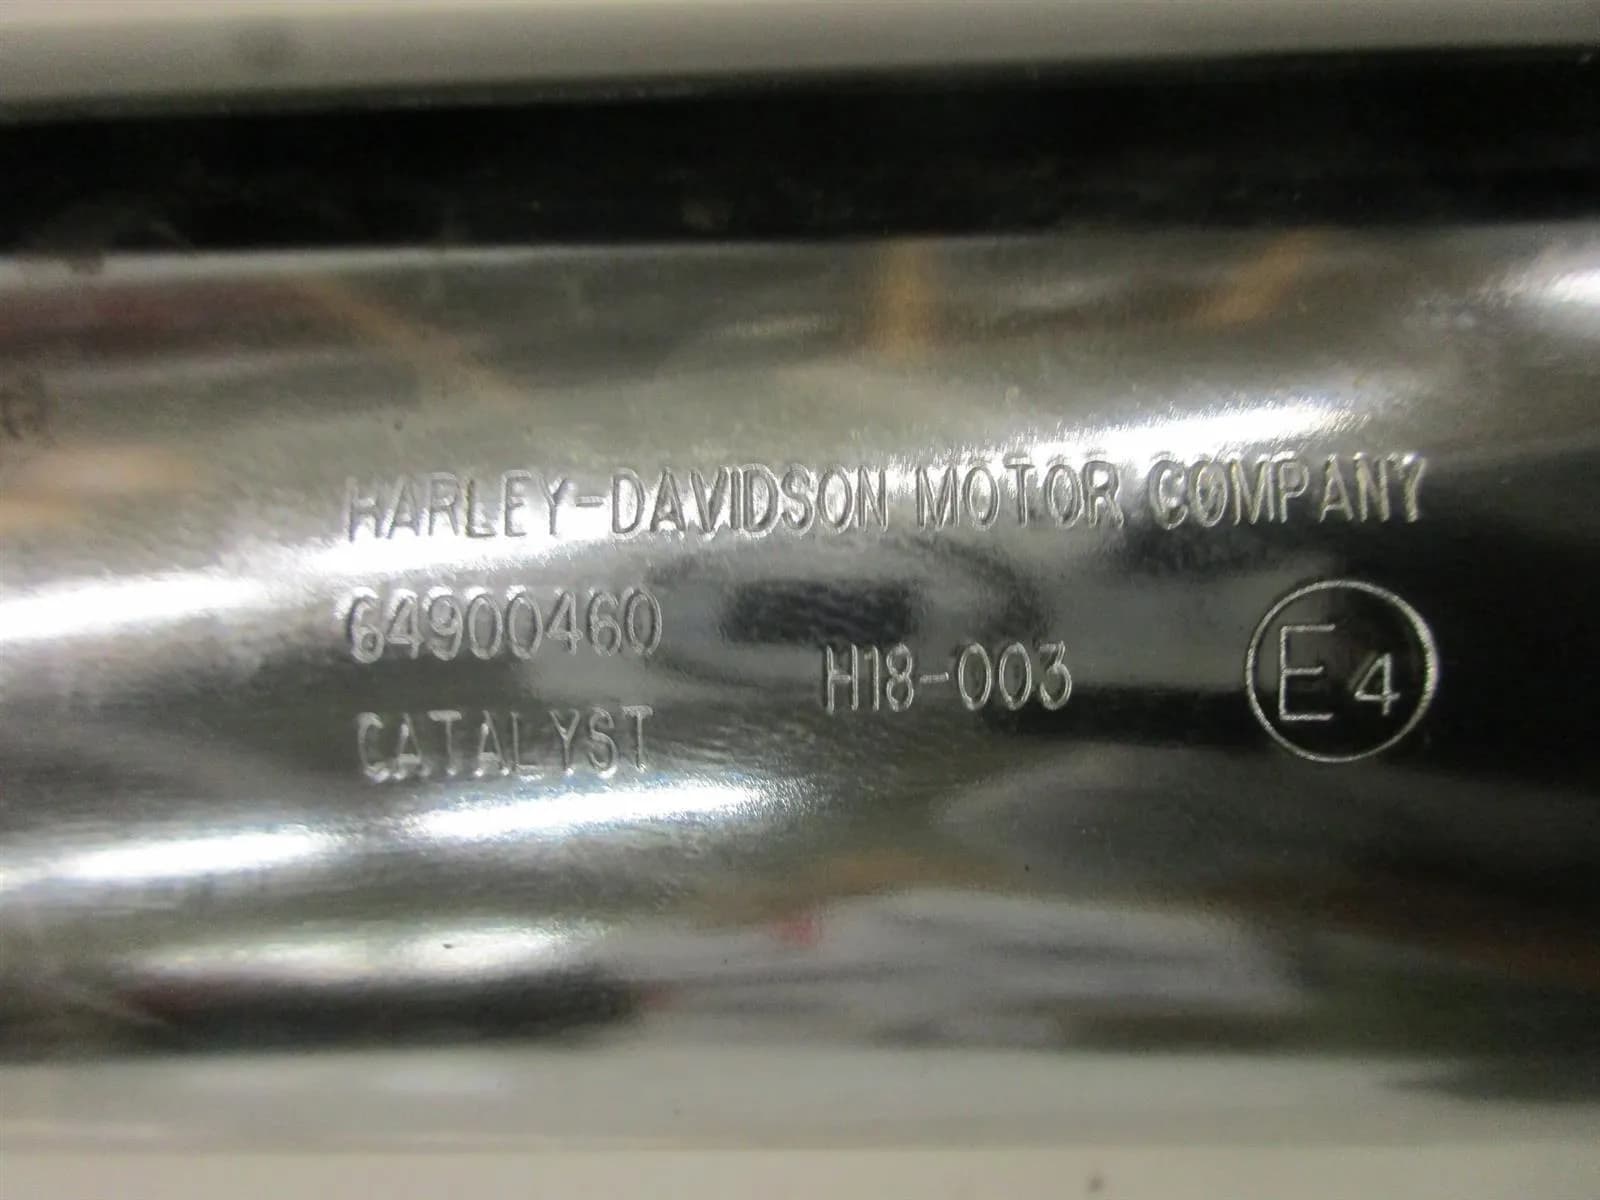 HARLEY-DAVIDSON MOTOR COMPANY
64900460
H18-003
E4
CATALYST